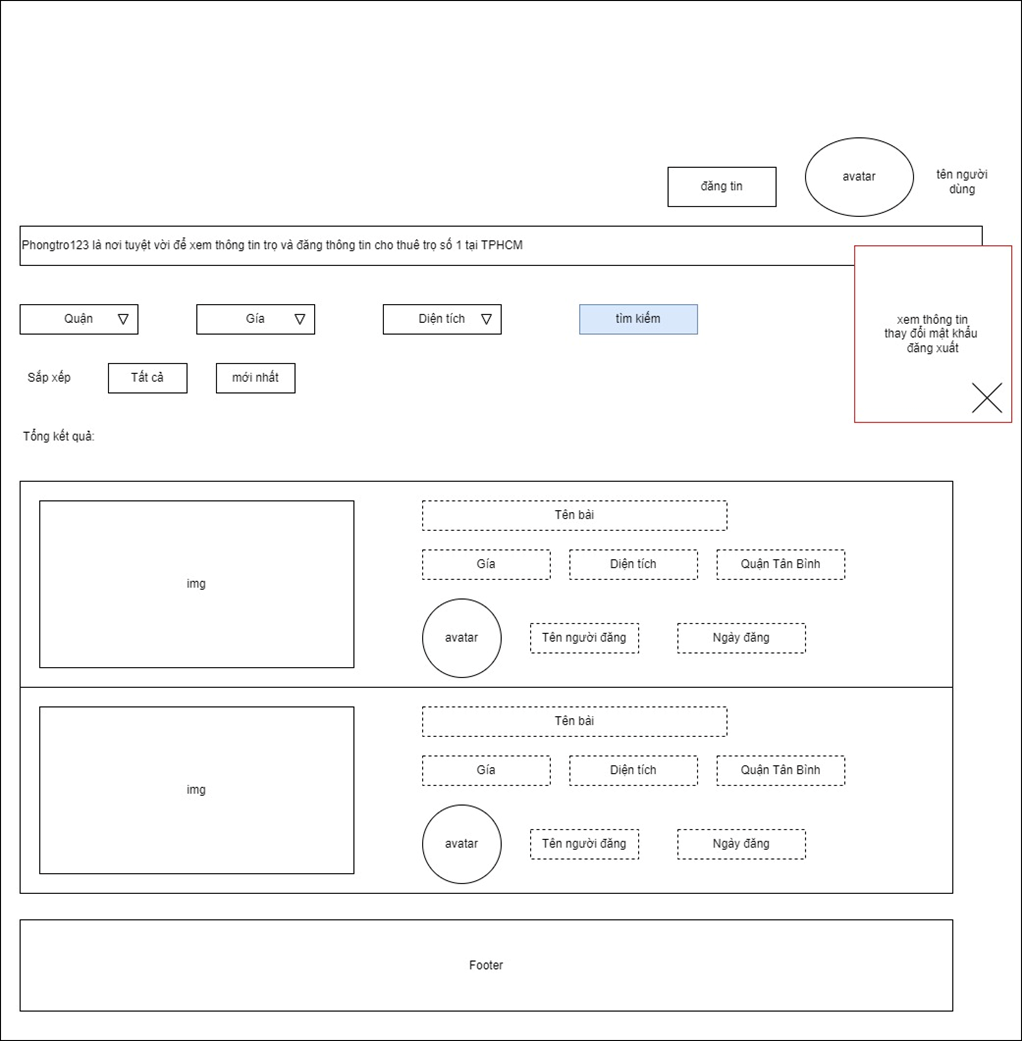 đăng tin
avatar
tên người
dùng
Phongtro123 là nơi tuyệt vời để xem thông tin trọ và đăng thông tin cho thuê trọ số 1 tại TPHCM
xem thông tin
thay đổi mật khẩu
đăng xuất
Quận
Gía
Diện tích
tìm kiếm
Sắp xếp
Tất cả
mới nhất
Tổng kết quả:
img
Tên bài
Gía
Diện tích
Quận Tân Bình
avatar
Tên người đăng
Ngày đăng
img
Tên bài
Gía
Diện tích
Quận Tân Bình
avatar
Tên người đăng
Ngày đăng
Footer